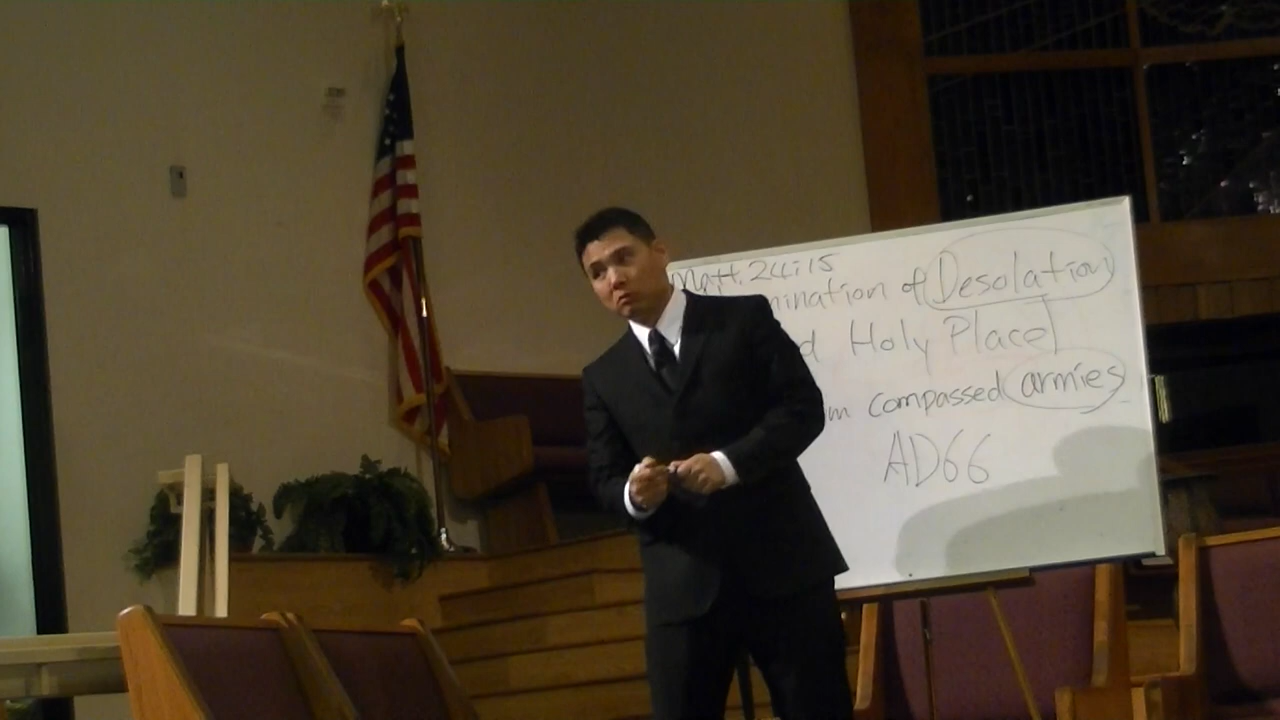 Matt. 24:15
mination of Desolation
d Holy Place
m compassed armies
AD66